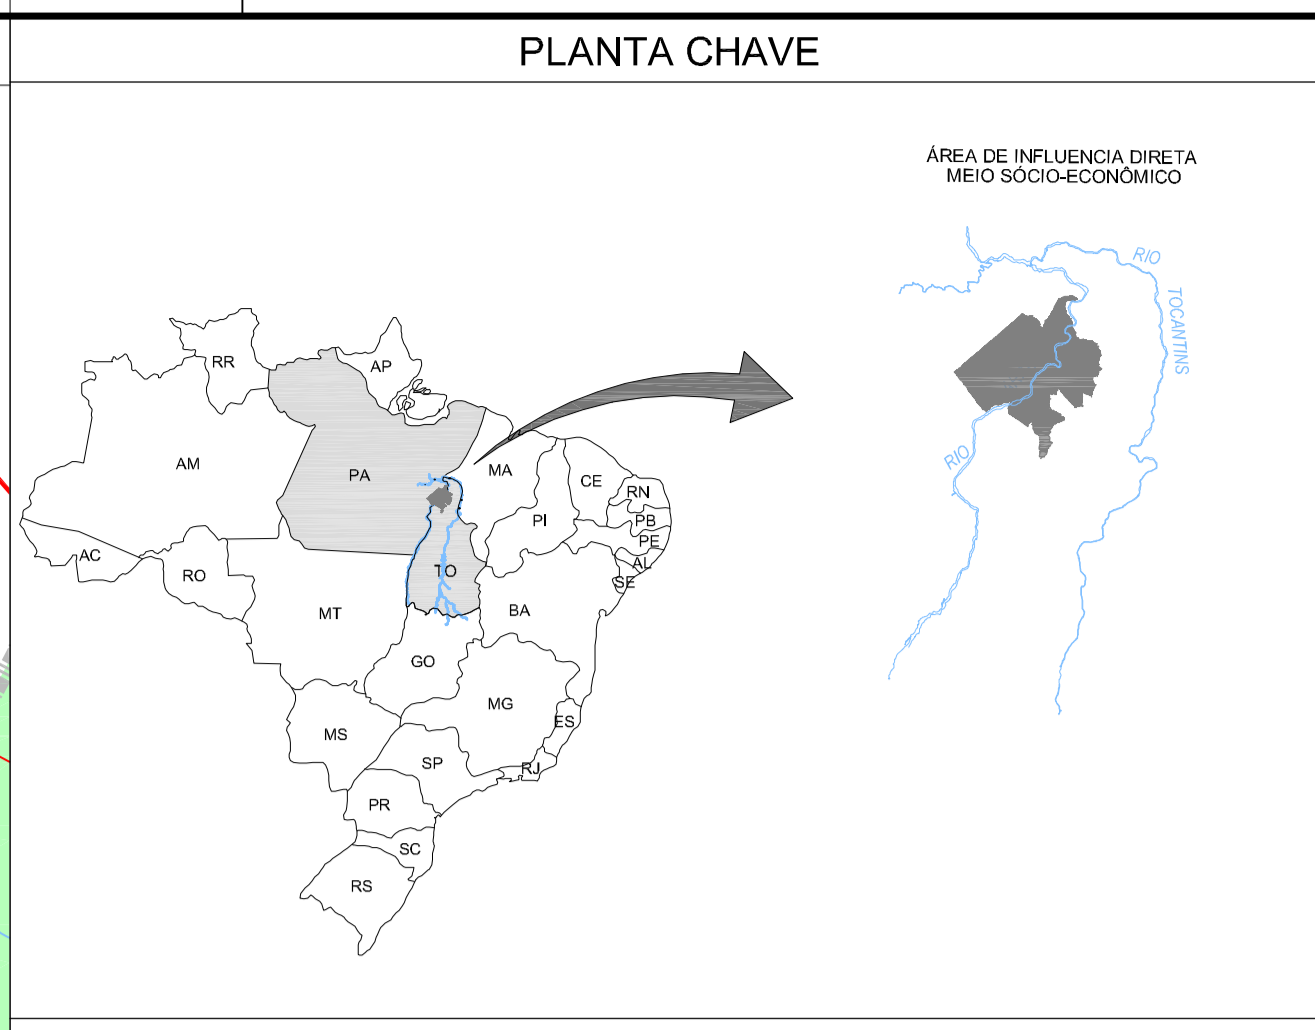 PLANTA CHAVE
ÁREA DE INFLUENCIA DIRETA
MEIO SÓCIO-ECONÔMICO
RIO
TOCANTINS
RIO
RR
AP
AM
PA
MA
CE
RN
PI
PB
PE
AC
AL
RO
TO
SE
MT
BA
GO
MG
ES
MS
SP
RJ
PR
SC
RS